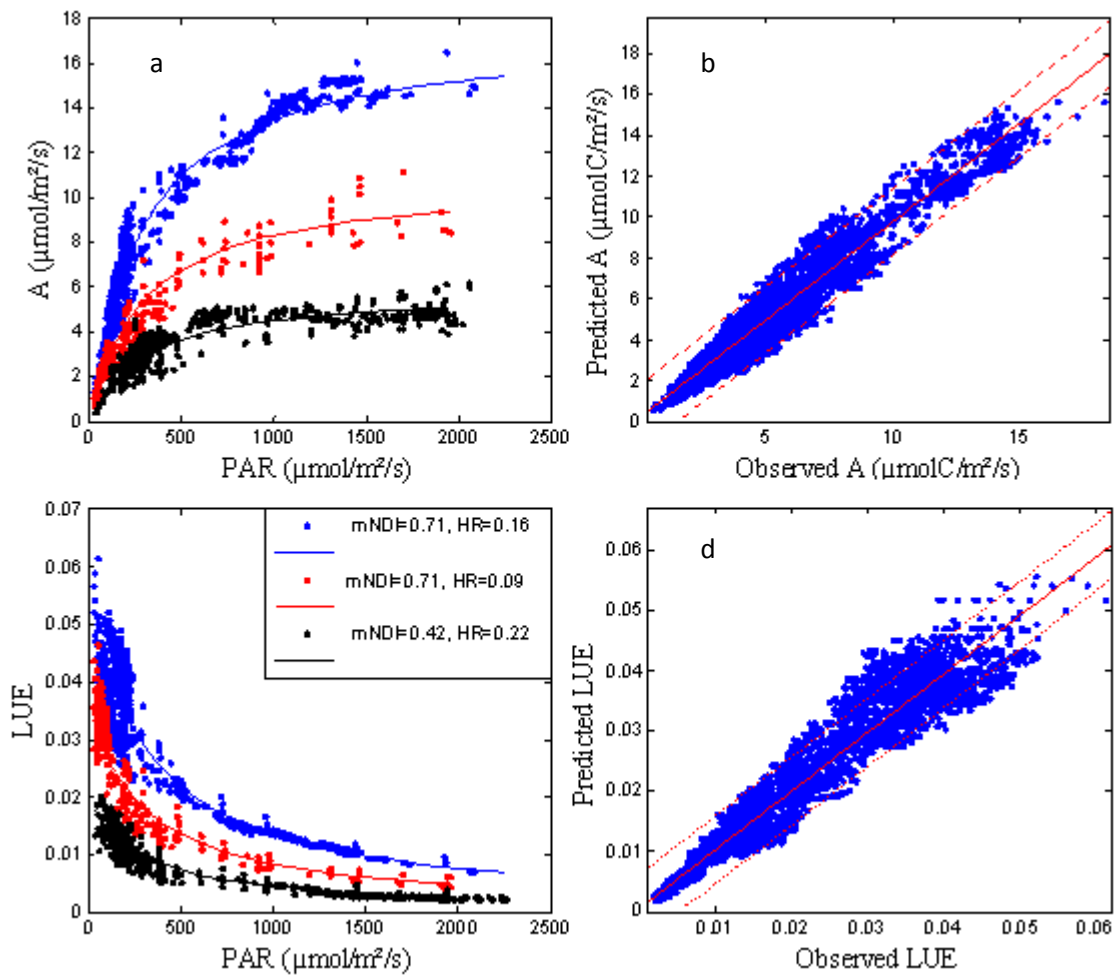 a
A (µmol/m²/s)
18
16
14
12
10
8
6
4
2
0
0 500 1000 1500 2000 2500
PAR (µmol/m²/s)
b
Predicted A (µmolC/m²/s)
18
16
14
12
10
8
6
4
2
0
5 10 15
Observed A (µmolC/m²/s)
LUE
0.07
0.06
0.05
0.04
0.03
0.02
0.01
0
mNDI=0.71, HR=0.16
mNDI=0.71, HR=0.09
mNDI=0.42, HR=0.22
0 500 1000 1500 2000 2500
PAR (µmol/m²/s)
d
Predicted LUE
0.06
0.05
0.04
0.03
0.02
0.01
0
0.01 0.02 0.03 0.04 0.05 0.06
Observed LUE